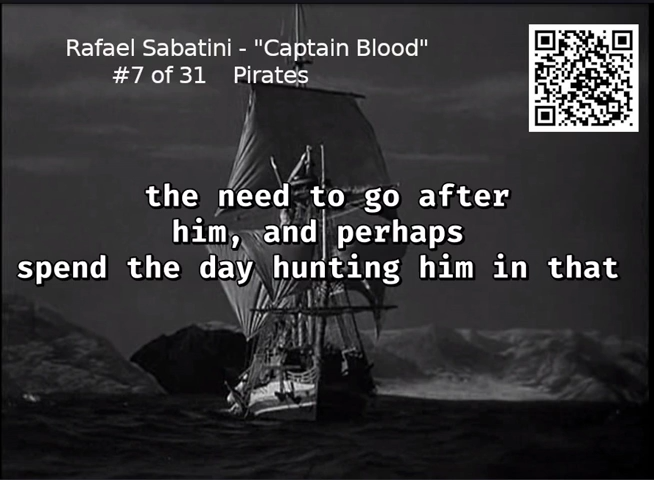 Rafael Sabatini - "Captain Blood"
#7 of 31 Pirates
the need to go after
him, and perhaps
spend the day hunting him in that